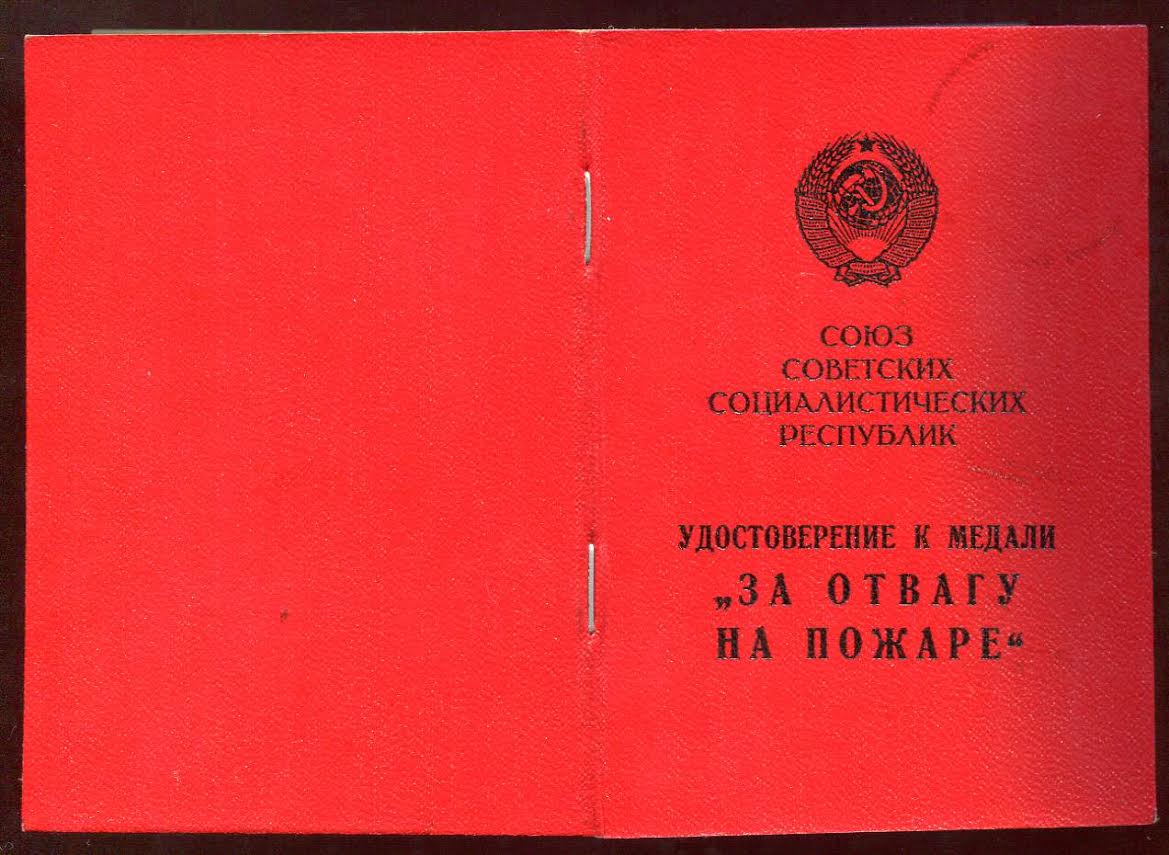 СОЮЗ
СОВЕТСКИХ
СОЦИАЛИСТИЧЕСКИХ
РЕСПУБЛИК
УДОСТОВЕРЕНИЕ К МЕДАЛИ
„ЗА ОТВАГУ
НА ПОЖАРЕ“